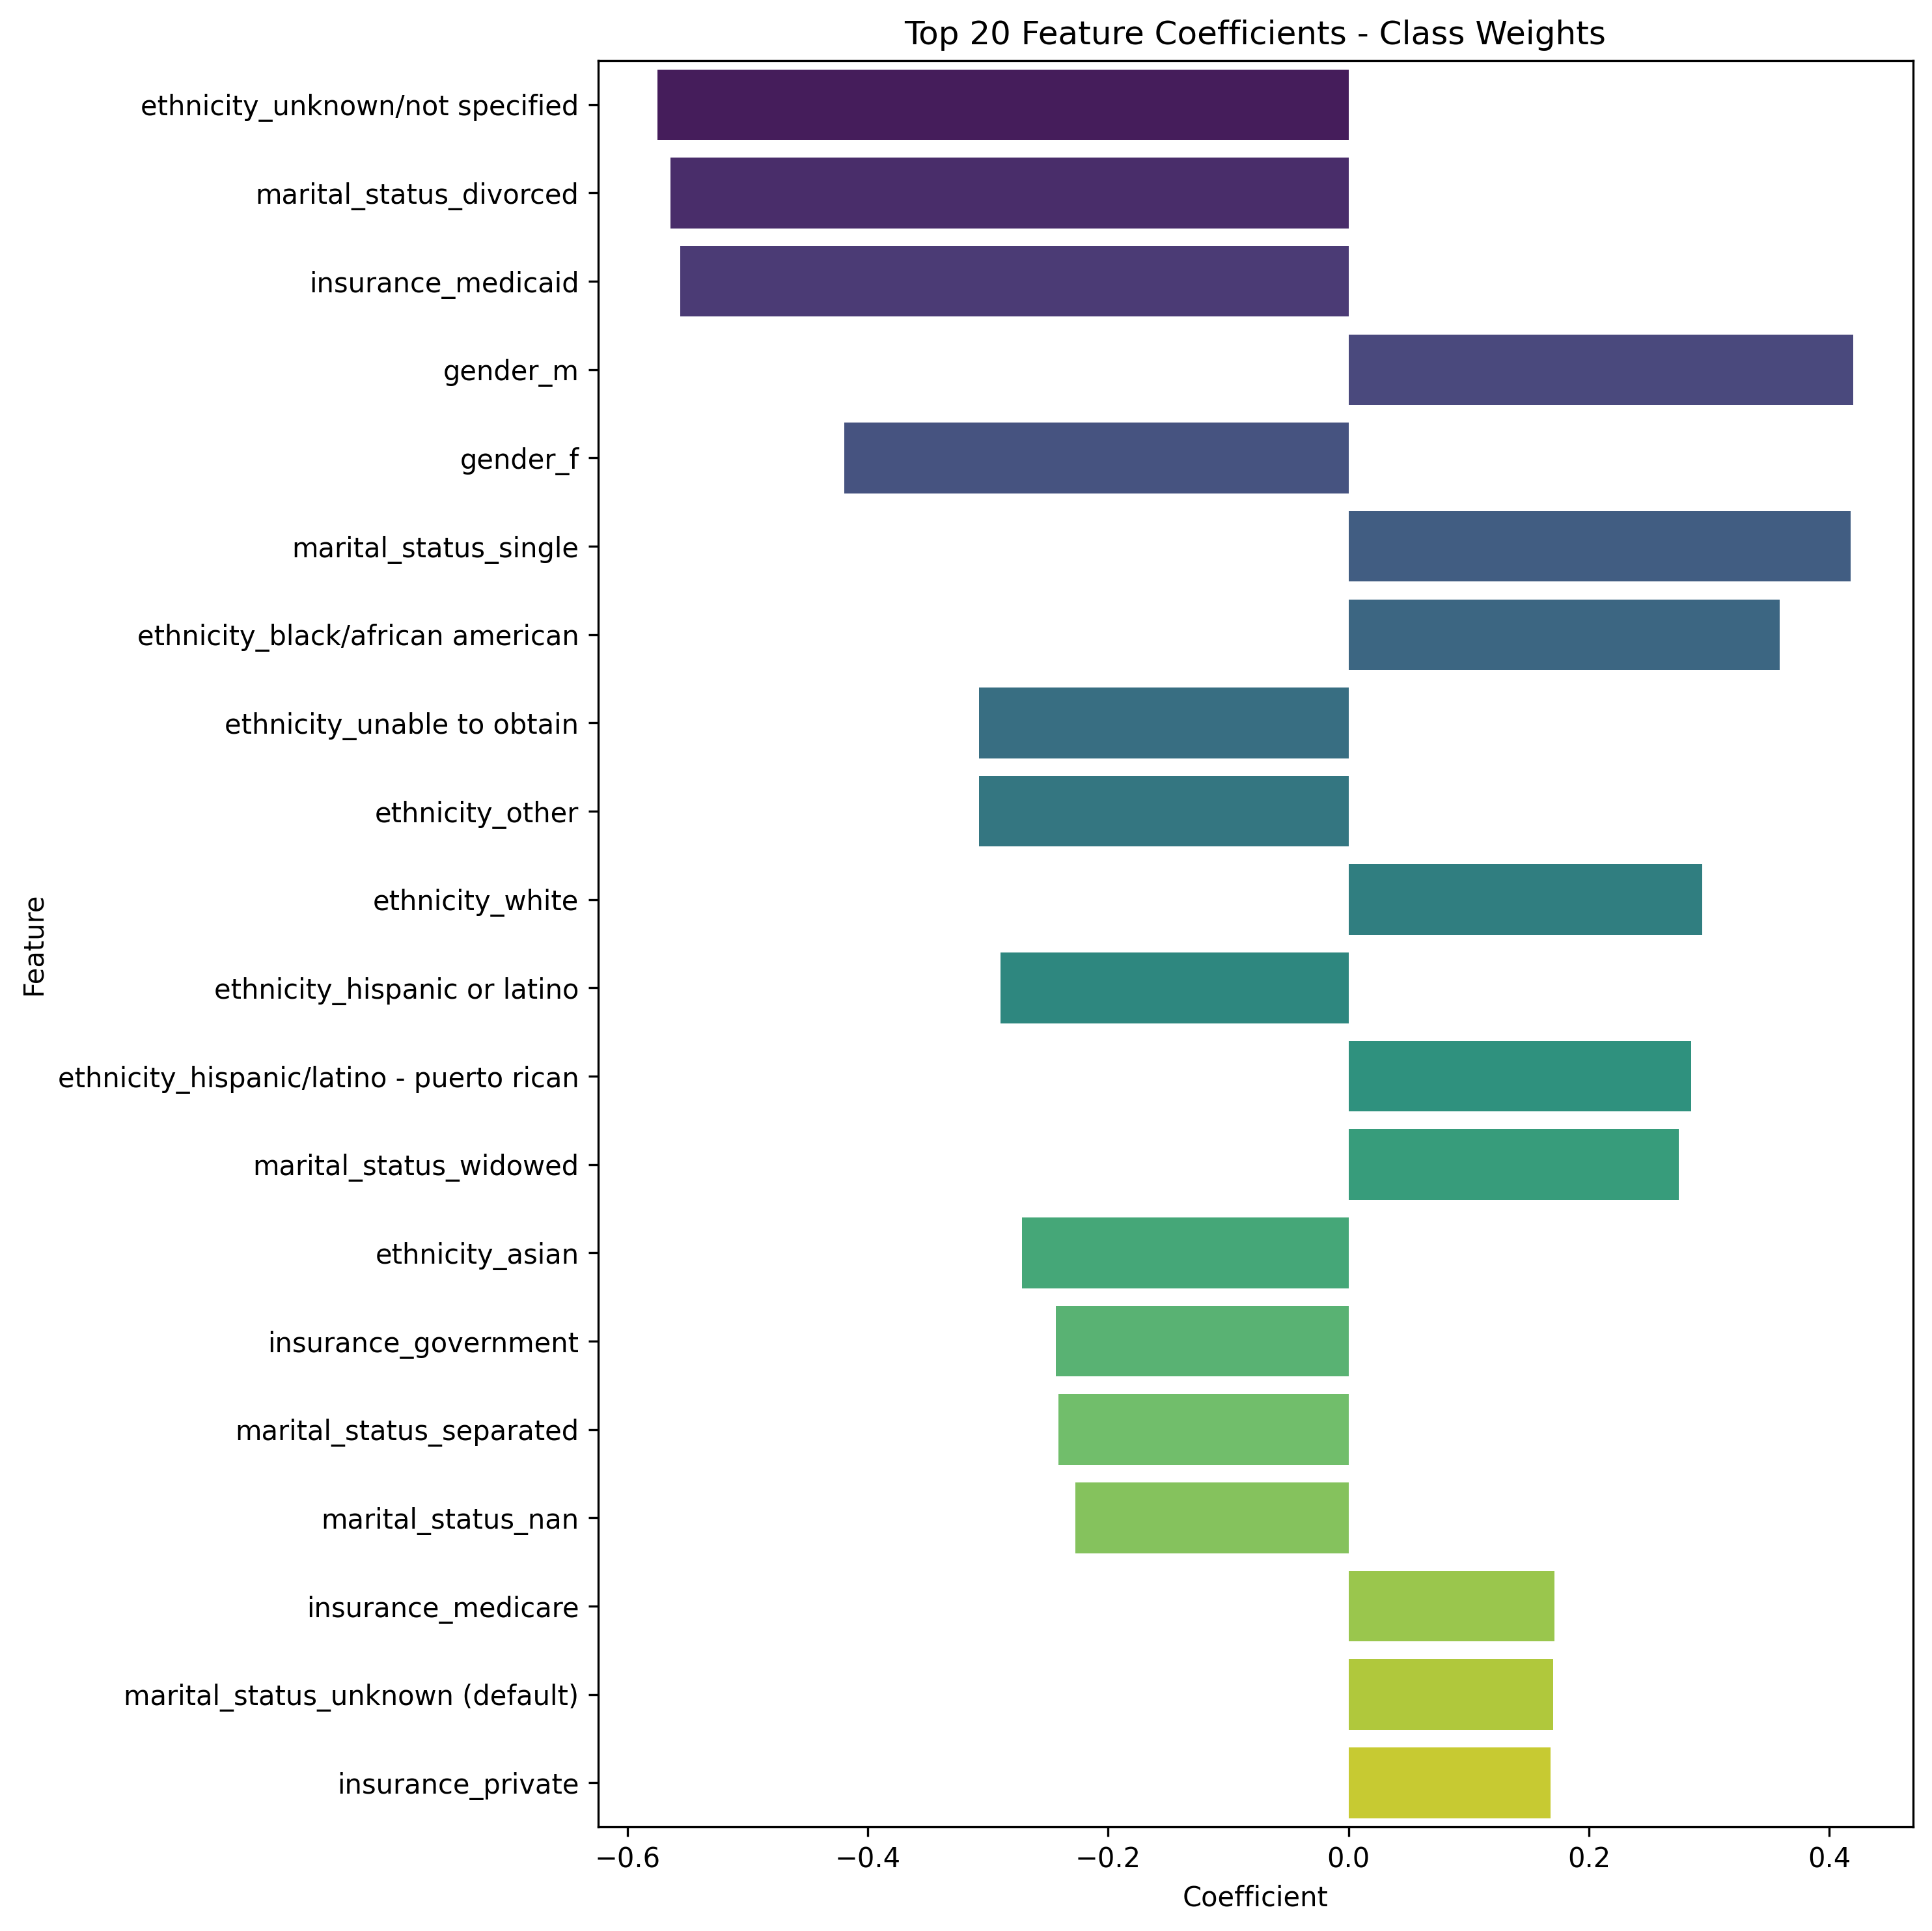 Top 20 Feature Coefficients - Class Weights
ethnicity_unknown/not specified
marital_status_divorced
insurance_medicaid
gender_m
gender_f
marital_status_single
ethnicity_black/african american
ethnicity_unable to obtain
ethnicity_other
ethnicity_white
ethnicity_hispanic or latino
ethnicity_hispanic/latino - puerto rican
marital_status_widowed
ethnicity_asian
insurance_government
marital_status_separated
marital_status_nan
insurance_medicare
marital_status_unknown (default)
insurance_private
Feature
−0.6 −0.4 −0.2 0.0 0.2 0.4
Coefficient